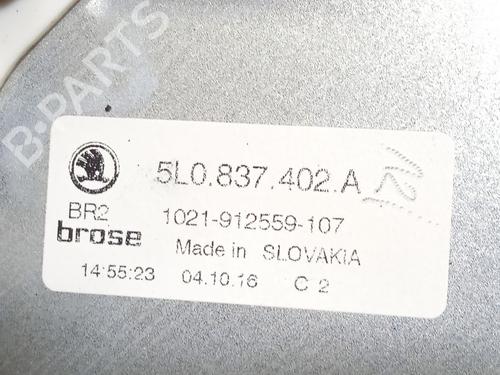 B-PARTS
5L0.837.402.A
BR2
1021-912559-107
brose
Made in SLOVAKIA
14:55:23 04.10.16 C 2